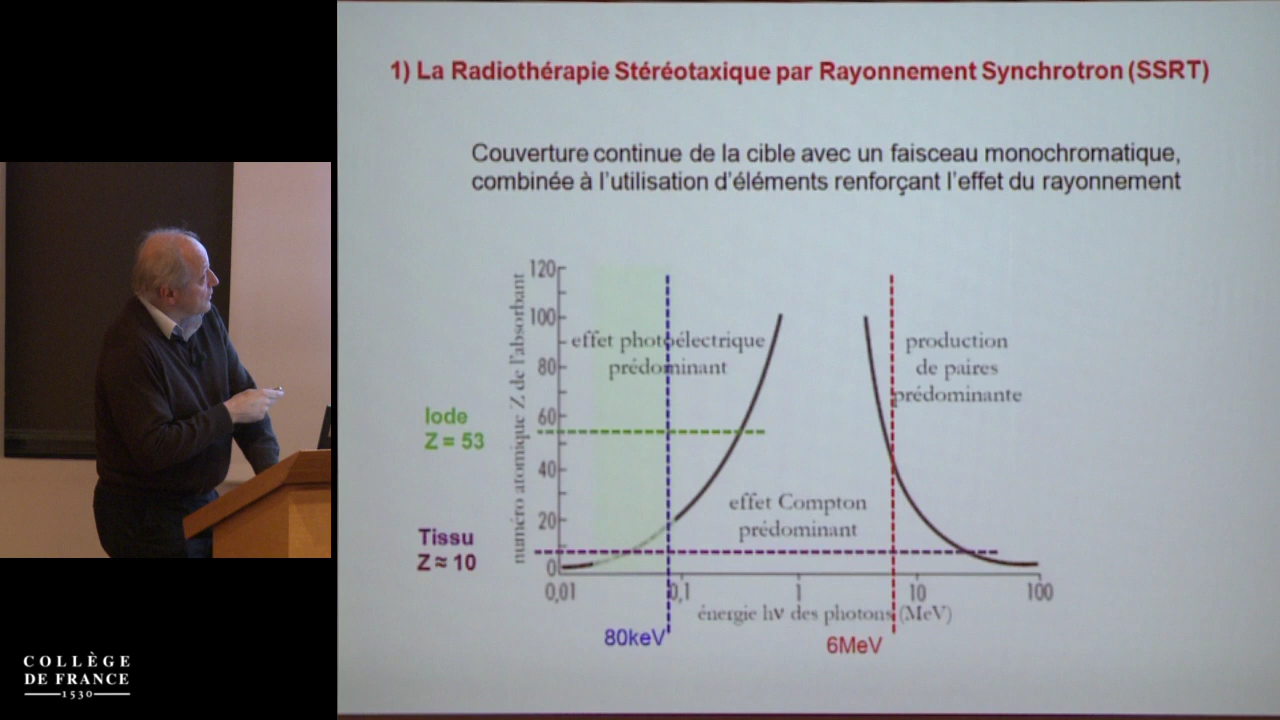 1) La Radiothérapie Stéréotaxique par Rayonnement Synchrotron (SSRT)
Couverture continue de la cible avec un faisceau monochromatique,
combinée à l'utilisation d'éléments renforçant l'effet du rayonnement
numéro atomique Z de l'absorbant
120
100
80
60
40
20
0
effet photoélectrique
prédominant
production
de paires
prédominante
Iode
Z = 53
effet Compton
prédominant
Tissu
Z ≈ 10
0,01
0,1
1
10
100
énergie hν des photons (MeV)
80keV
6MeV
COLLÈGE
DE FRANCE
1530